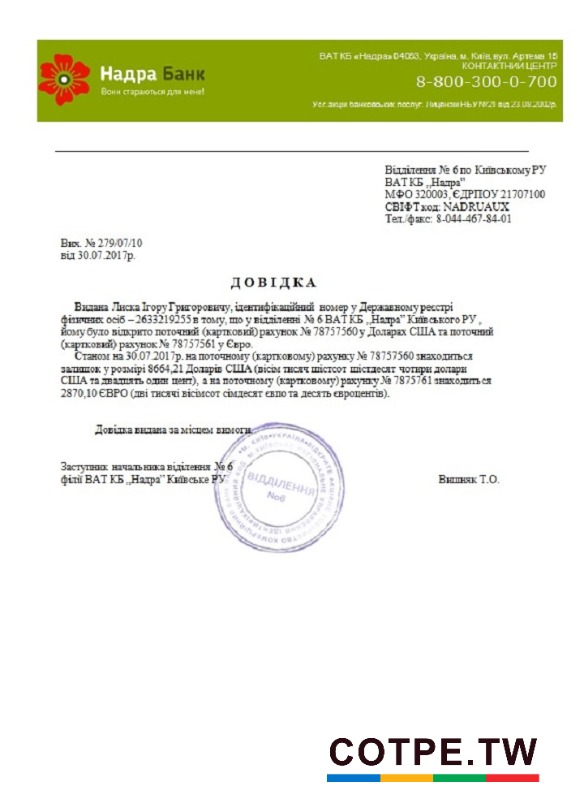 Надра Банк
Вони стараються для мене!
ВАТ КБ «Надра» 04053, Україна, м. Київ, вул. Артема 15
КОНТАКТНИЙ ЦЕНТР
8-800-300-0-700
Усі акції банковських послуг. Ліцензія НБУ №21 від 23.08.2002р.
Відділення № 6 по Київському РУ
ВАТ КБ „Надра”
МФО 320003, ЄДРПОУ 21707100
СВІФТ код: NADRUAUX
Тел./факс: 8-044-467-84-01
Вих. № 279/07/10
від 30.07.2017р.
ДОВІДКА
Видана Лиска Ігору Григоровичу, ідентифікаційний номер у Державному реєстрі
фізичних осіб – 2633219255 в тому, що у відділенні № 6 ВАТ КБ „Надра” Київського РУ ,
йому було відкрито поточний (картковий) рахунок № 78757560 у Доларах США та поточний
(картковий) рахунок № 78757561 у Євро.
Станом на 30.07.2017р. на поточному (картковому) рахунку № 78757560 знаходиться
залишок у розмірі 8664,21 Доларів США (вісім тисяч шістсот шістдесят чотири долари
США та двадцять один цент), а на поточному (картковому) рахунку № 7875761 знаходиться
2870,10 ЄВРО (дві тисячі вісімсот сімдесят євпо та десять євроцентів).
Довідка видана за місцем вимоги.
Заступник начальника віділення № 6
філії ВАТ КБ „Надра” Київське РУ
Вишняк Т.О.
ВІДДІЛЕННЯ
№6
COTPE.TW